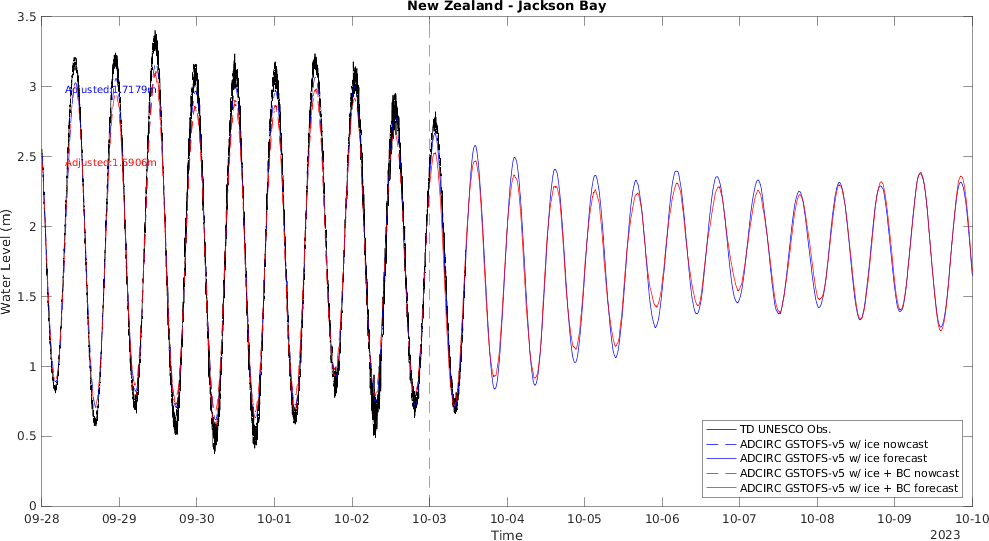 New Zealand - Jackson Bay
Water Level (m)
3.5
3
2.5
2
1.5
1
0.5
0
Adjusted:1.7179m
Adjusted:1.6906m
TD UNESCO Obs.
ADCIRC GSTOFS-v5 w/ ice nowcast
ADCIRC GSTOFS-v5 w/ ice forecast
ADCIRC GSTOFS-v5 w/ ice + BC nowcast
ADCIRC GSTOFS-v5 w/ ice + BC forecast
09-28 09-29 09-30 10-01 10-02 10-03 10-04 10-05 10-06 10-07 10-08 10-09 10-10
Time
2023